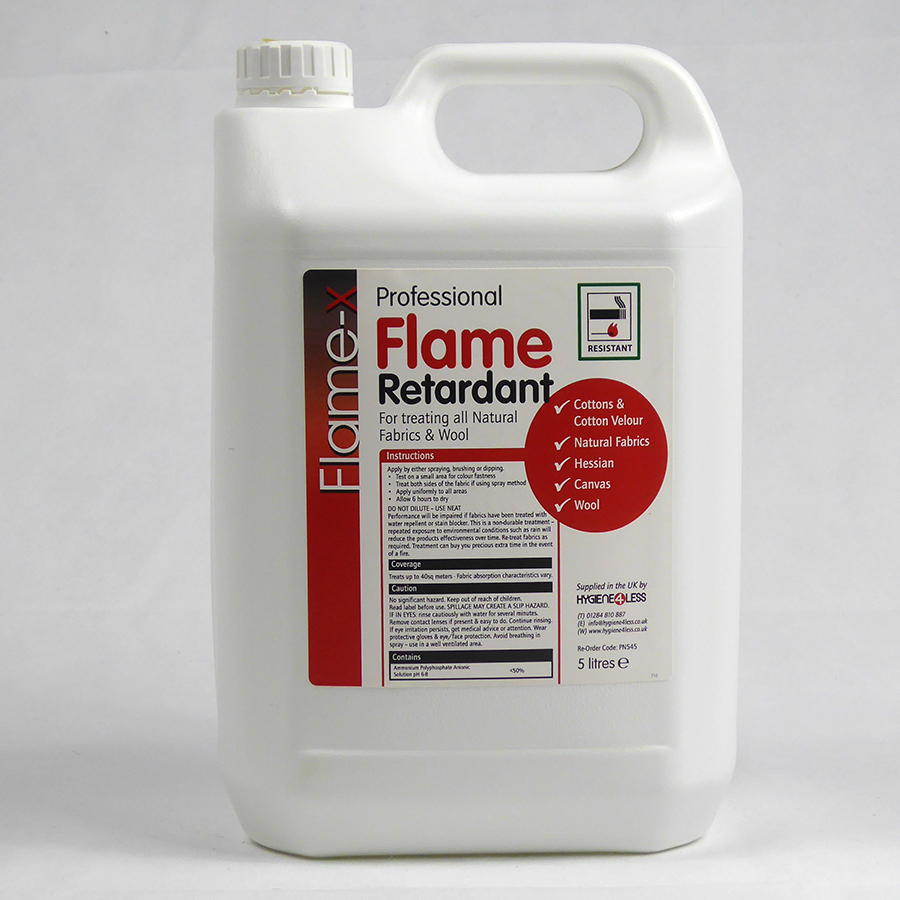 Flame-X
Professional
Flame
Retardant
For treating all Natural
Fabrics & Wool
RESISTANT
Cottons &
Cotton Velour
Natural Fabrics
Hessian
Canvas
Wool
Instructions
Apply by either spraying, brushing or dipping.
• Test on a small area for colour fastness
• Treat both sides of the fabric if using spray method
• Apply uniformly to all areas
• Allow 6 hours to dry
DO NOT DILUTE – USE NEAT
Performance will be impaired if fabrics have been treated with
water repellent or stain blocker. This is a non-durable treatment –
repeated exposure to environmental conditions such as rain will
reduce the products effectiveness over time. Re-treat fabrics as
required. Treatment can buy you precious extra time in the event
of a fire.
Coverage
Treats up to 40sq meters - Fabric absorption characteristics vary.
Caution
No significant hazard. Keep out of reach of children.
Read label before use. SPILLAGE MAY CREATE A SLIP HAZARD.
IF IN EYES: rinse cautiously with water for several minutes.
Remove contact lenses if present & easy to do. Continue rinsing.
If eye irritation persists, get medical advice or attention. Wear
protective gloves & eye/face protection. Avoid breathing in
spray – use in a well ventilated area.
Contains
Ammonium Polyphosphate Anionic
Solution pH 6-8 <50%
Supplied in the UK by
HYGIENE4LESS
(T) 01284 810 887
(E) info@hygiene4less.co.uk
(W) www.hygiene4less.co.uk
Re-Order Code: PN545
5 litres e